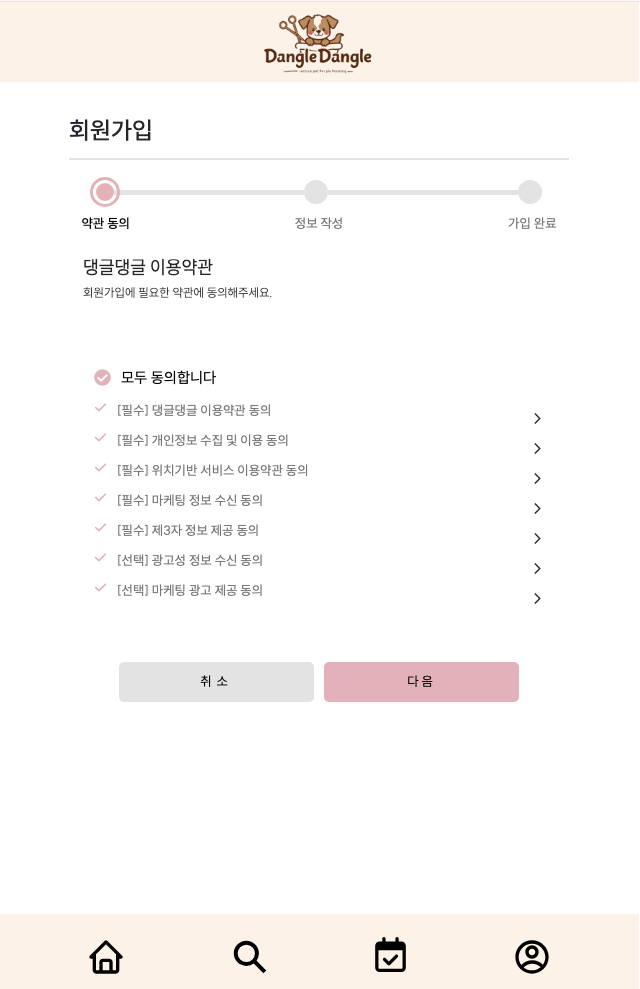 DangleDangle
회원가입
약관 동의
정보 작성
가입 완료
댕글댕글 이용약관
회원가입에 필요한 약관에 동의해주세요.
모두 동의합니다
[필수] 댕글댕글 이용약관 동의
[필수] 개인정보 수집 및 이용 동의
[필수] 위치기반 서비스 이용약관 동의
[필수] 마케팅 정보 수신 동의
[필수] 제3자 정보 제공 동의
[선택] 광고성 정보 수신 동의
[선택] 마케팅 광고 제공 동의
취 소
다 음